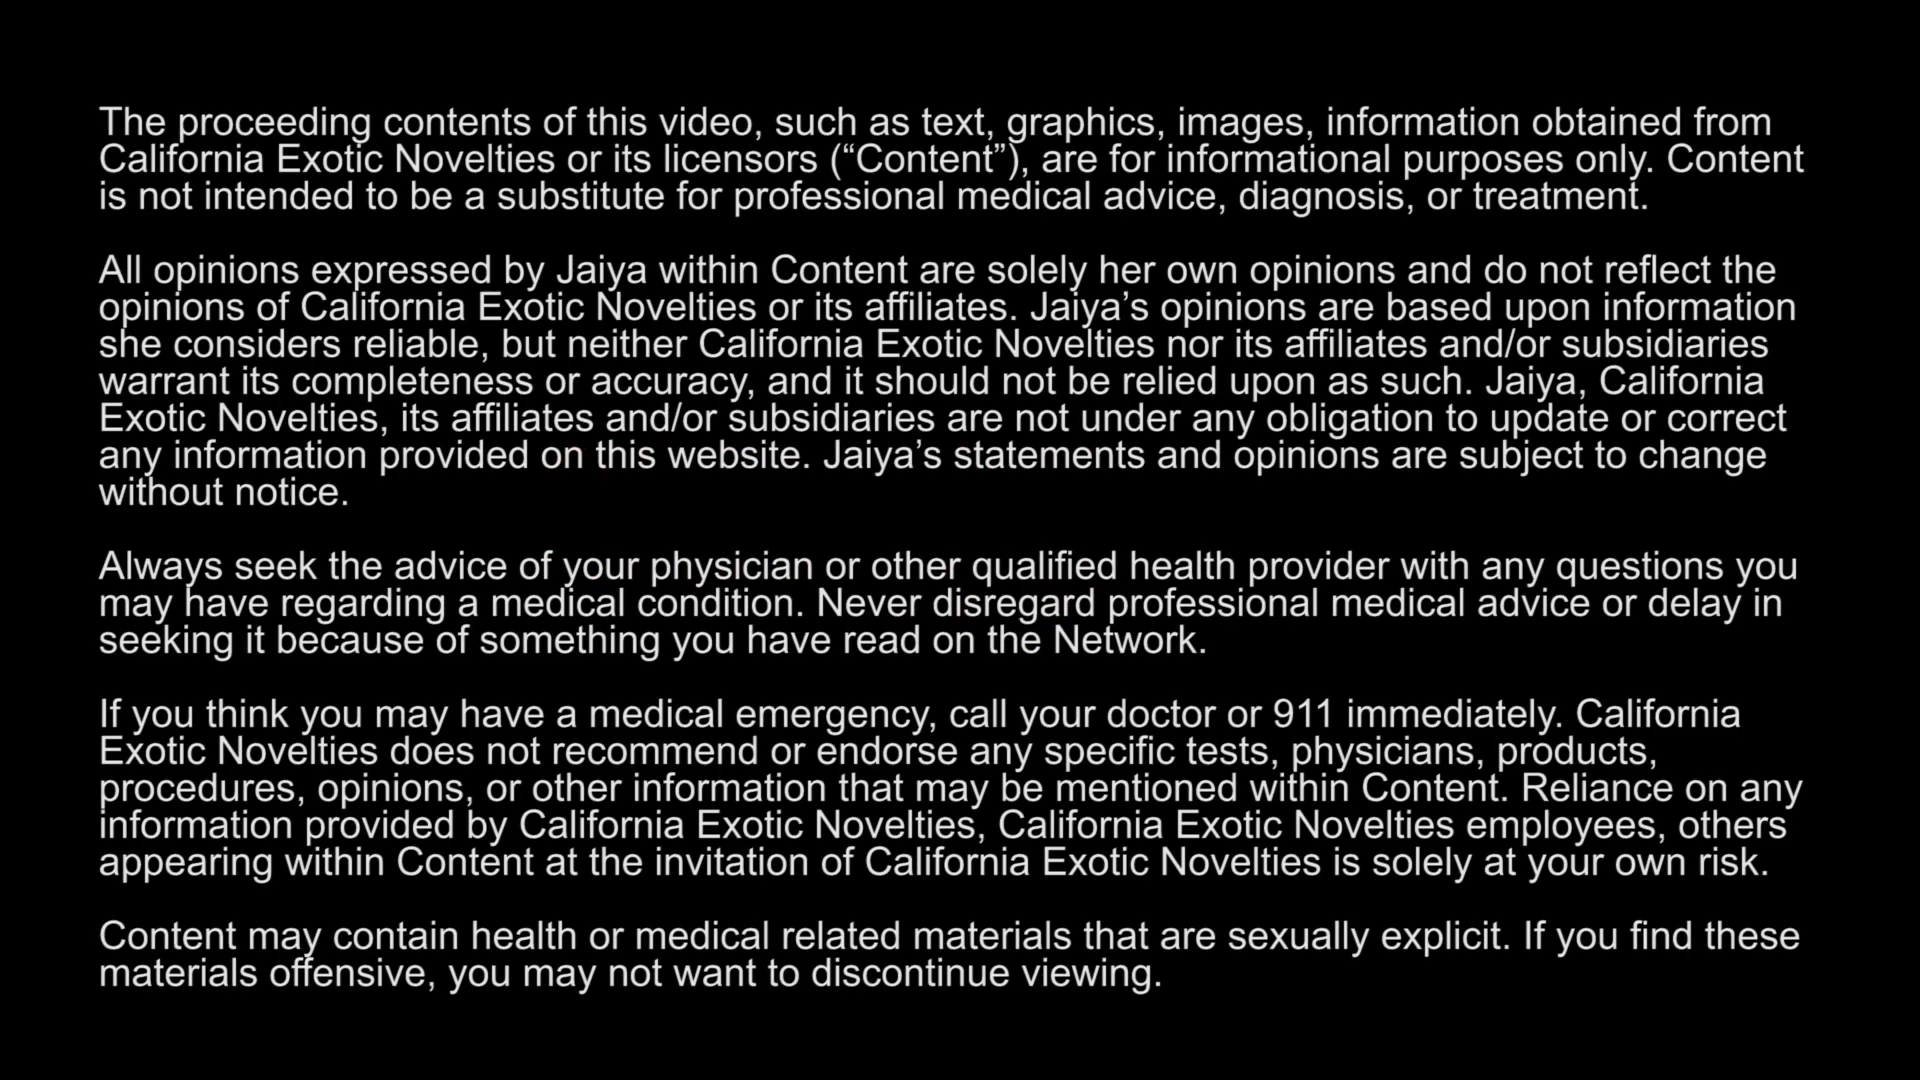 The proceeding contents of this video, such as text, graphics, images, information obtained from
California Exotic Novelties or its licensors (“Content”), are for informational purposes only. Content
is not intended to be a substitute for professional medical advice, diagnosis, or treatment.
All opinions expressed by Jaiya within Content are solely her own opinions and do not reflect the
opinions of California Exotic Novelties or its affiliates. Jaiya’s opinions are based upon information
she considers reliable, but neither California Exotic Novelties nor its affiliates and/or subsidiaries
warrant its completeness or accuracy, and it should not be relied upon as such. Jaiya, California
Exotic Novelties, its affiliates and/or subsidiaries are not under any obligation to update or correct
any information provided on this website. Jaiya’s statements and opinions are subject to change
without notice.
Always seek the advice of your physician or other qualified health provider with any questions you
may have regarding a medical condition. Never disregard professional medical advice or delay in
seeking it because of something you have read on the Network.
If you think you may have a medical emergency, call your doctor or 911 immediately. California
Exotic Novelties does not recommend or endorse any specific tests, physicians, products,
procedures, opinions, or other information that may be mentioned within Content. Reliance on any
information provided by California Exotic Novelties, California Exotic Novelties employees, others
appearing within Content at the invitation of California Exotic Novelties is solely at your own risk.
Content may contain health or medical related materials that are sexually explicit. If you find these
materials offensive, you may not want to discontinue viewing.